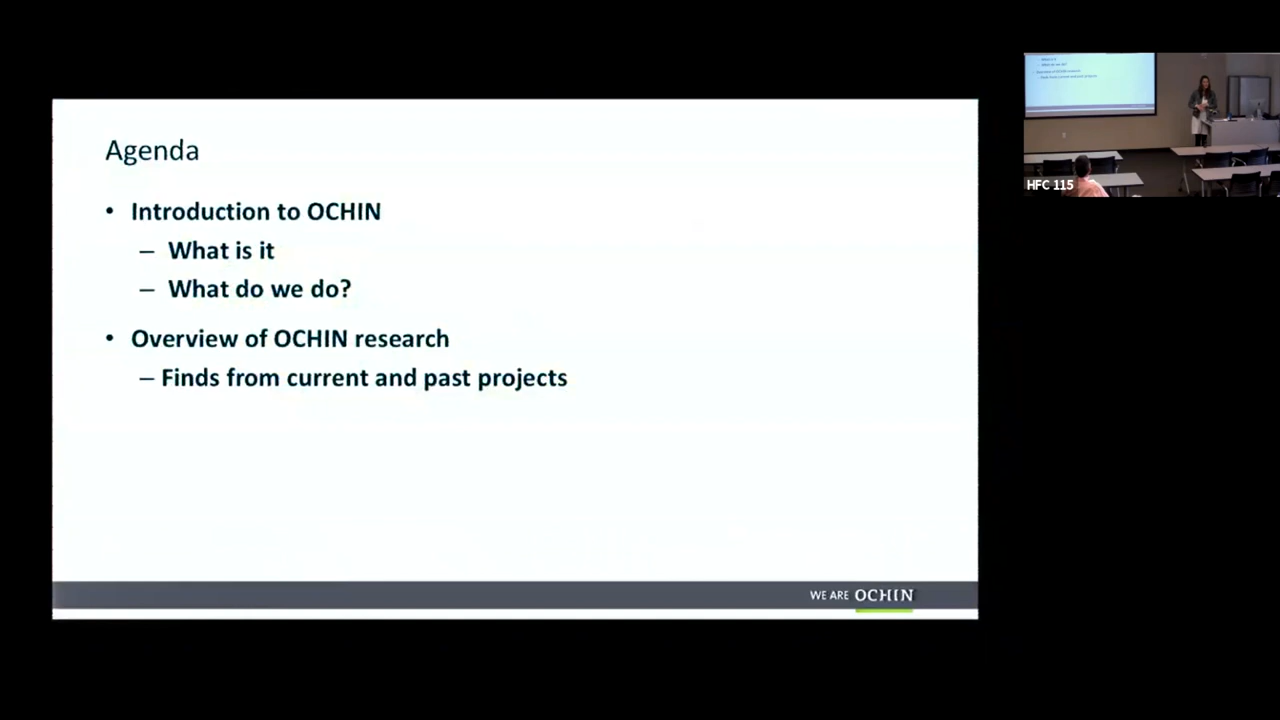 Agenda
• Introduction to OCHIN
– What is it
– What do we do?
• Overview of OCHIN research
– Finds from current and past projects
WE ARE OCHIN
HFC 115